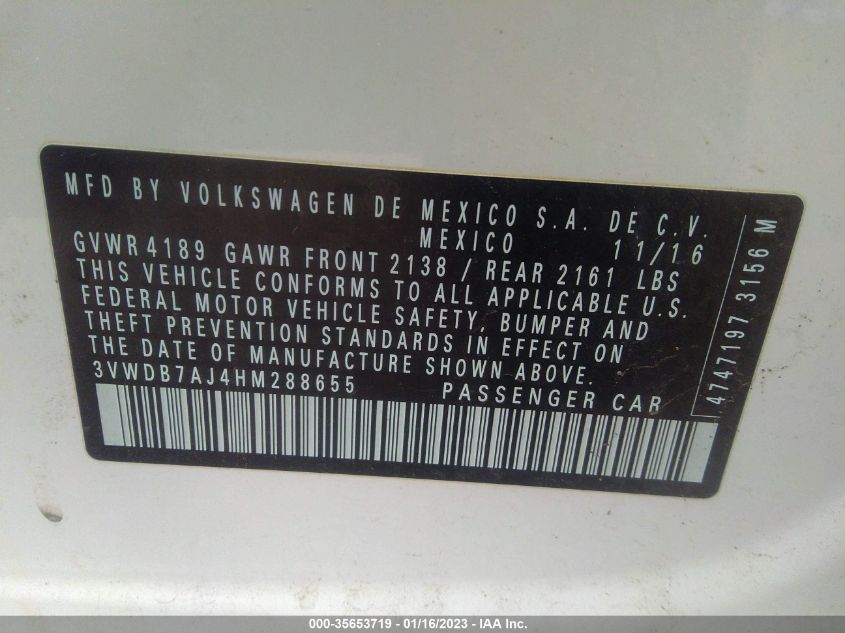 MFD BY VOLKSWAGEN DE MEXICO S.A. DE C.V.
MEXICO 11/16
GVWR 4189 GAWR FRONT 2138 / REAR 2161 LBS
THIS VEHICLE CONFORMS TO ALL APPLICABLE U.S.
FEDERAL MOTOR VEHICLE SAFETY, BUMPER AND
THEFT PREVENTION STANDARDS IN EFFECT ON
THE DATE OF MANUFACTURE SHOWN ABOVE.
3VWDB7AJ4HM288655 PASSENGER CAR
4747197 3156 M
000-35653719 - 01/16/2023 - IAA Inc.